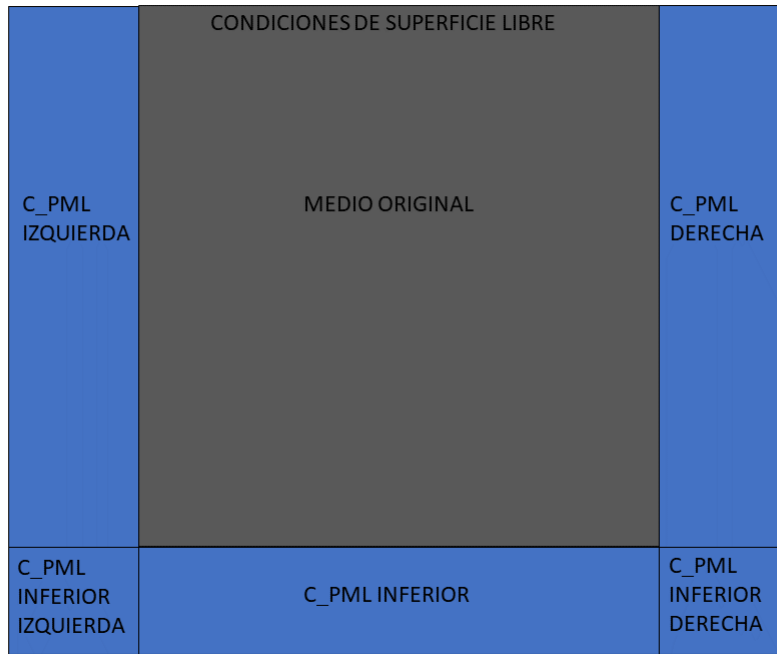 CONDICIONES DE SUPERFICIE LIBRE
C_PML
IZQUIERDA
MEDIO ORIGINAL
C_PML
DERECHA
C_PML
INFERIOR
IZQUIERDA
C_PML INFERIOR
C_PML
INFERIOR
DERECHA